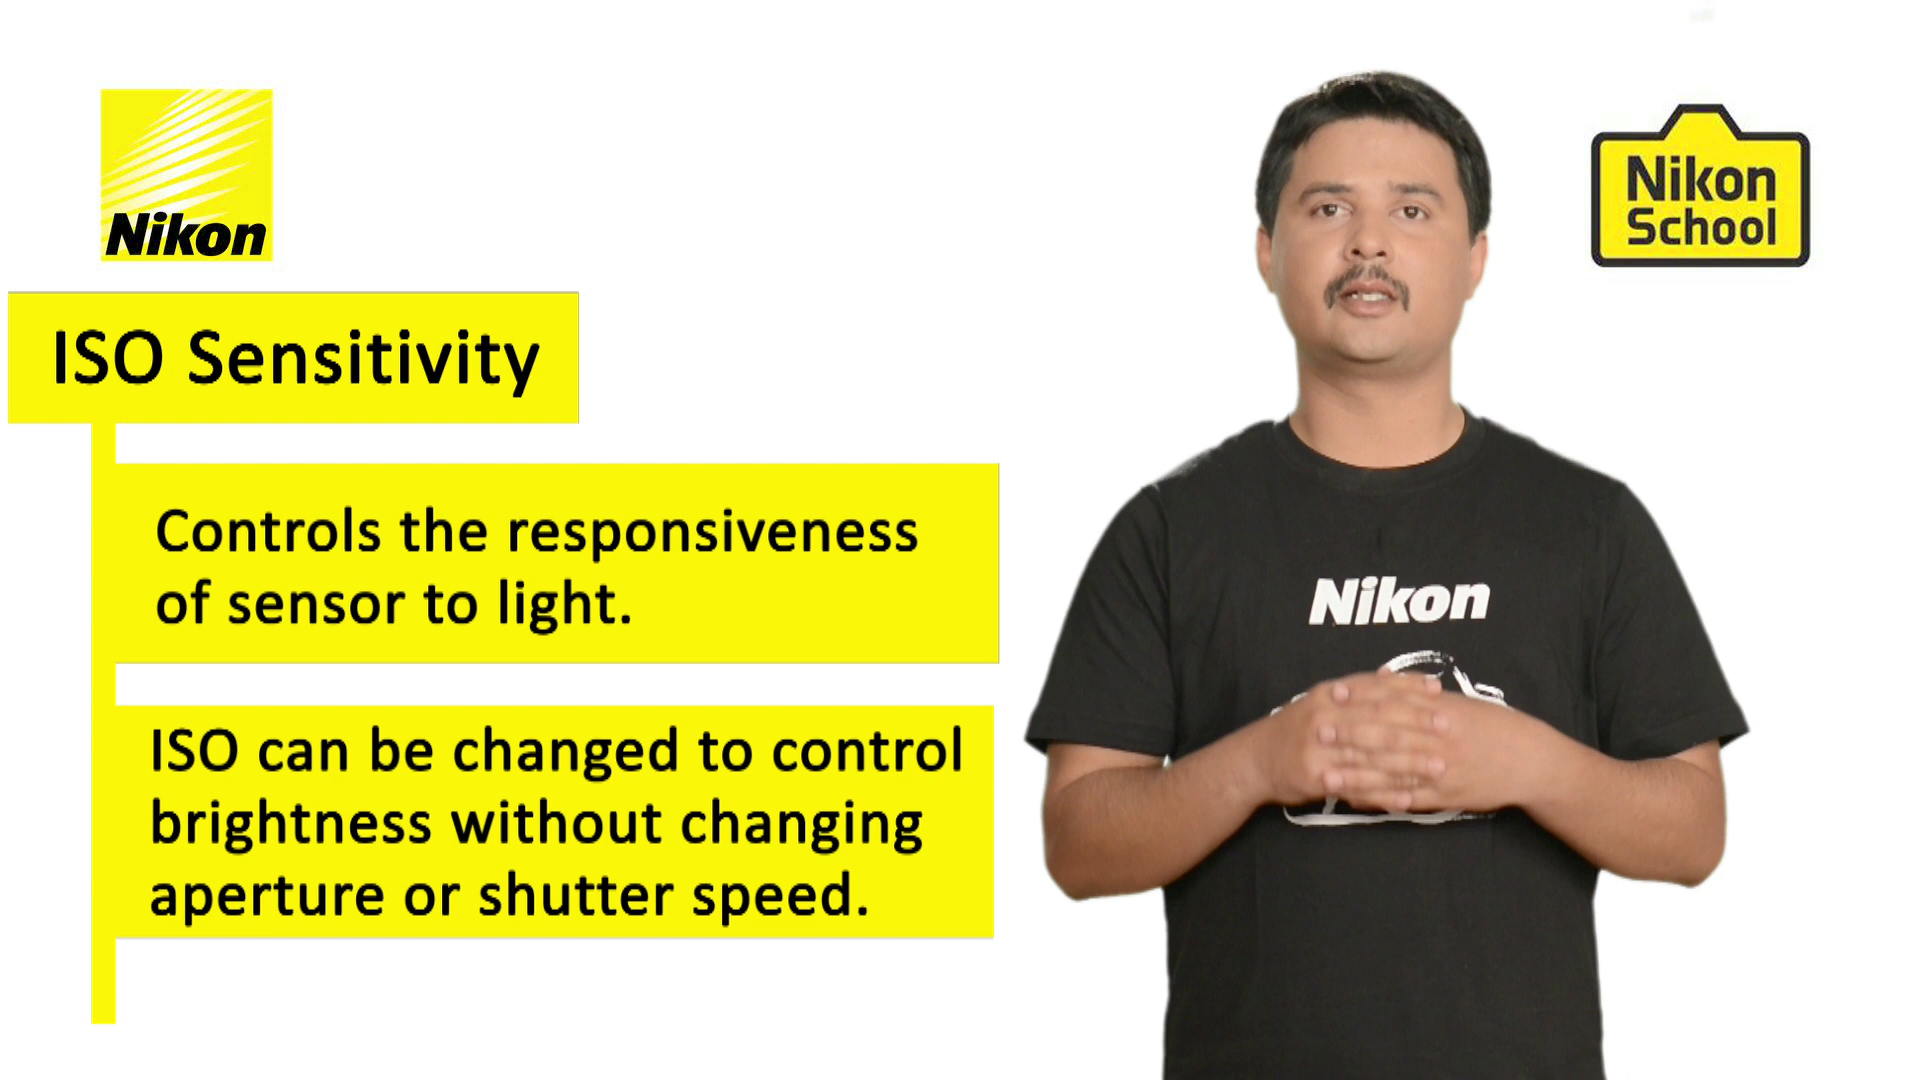 Nikon
Nikon
School
ISO Sensitivity
Controls the responsiveness
of sensor to light.
ISO can be changed to control
brightness without changing
aperture or shutter speed.
Nikon